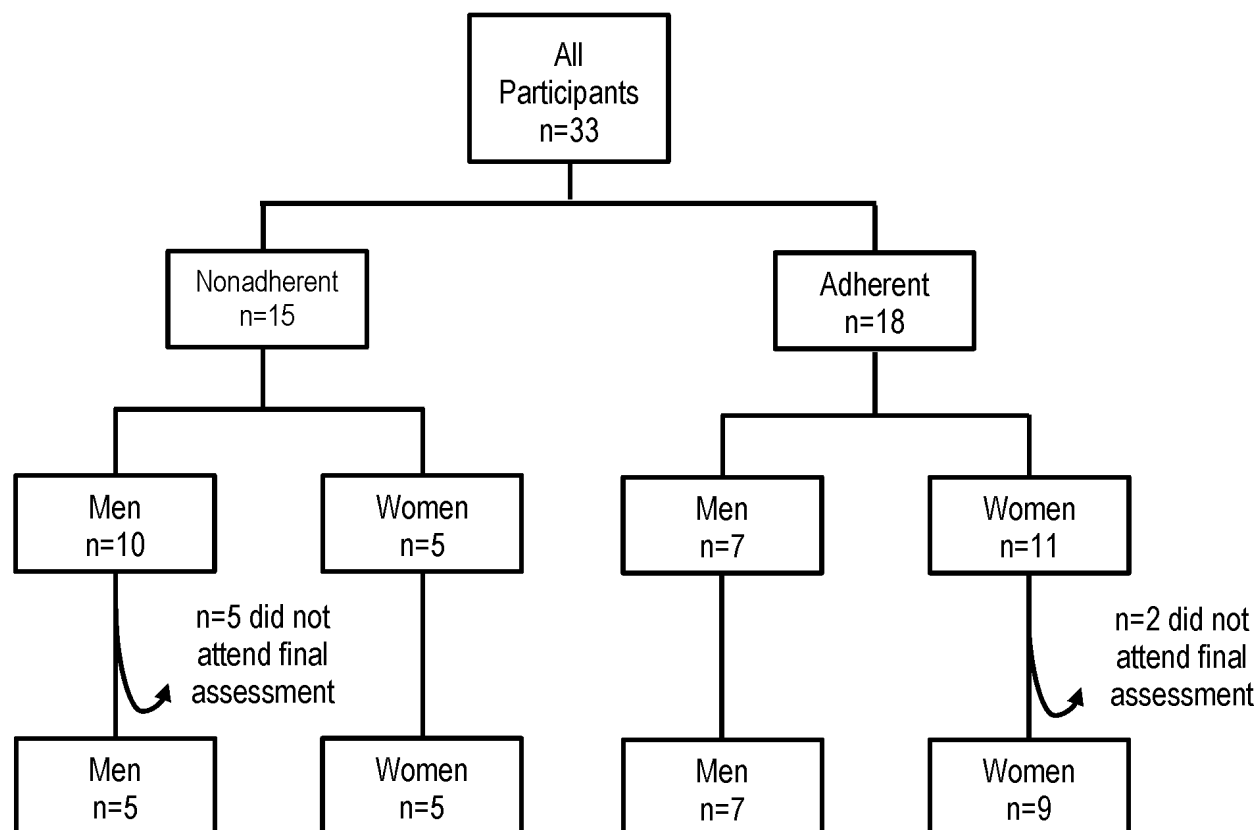 All
Participants
n=33
Nonadherent
n=15
Adherent
n=18
Men
n=10
Women
n=5
Men
n=7
Women
n=11
n=5 did not
attend final
assessment
n=2 did not
attend final
assessment
Men
n=5
Women
n=5
Men
n=7
Women
n=9